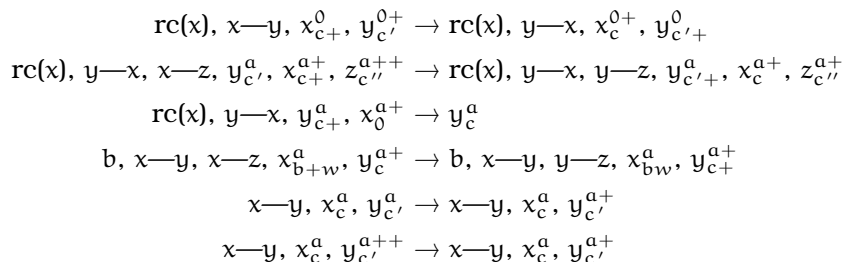 rc(x), x—y, x^0_{c+}, y^{0+}_{c′} → rc(x), y—x, x^{0+}_c, y^0_{c′+}
rc(x), y—x, x—z, y^a_{c′}, x^{a+}_{c+}, z^{a++}_{c″} → rc(x), y—x, y—z, y^a_{c′+}, x^{a+}_c, z^{a+}_{c″}
rc(x), y—x, y^a_{c+}, x^{a+}_0 → y^a_c
b, x—y, x—z, x^a_{b+w}, y^{a+}_c → b, x—y, y—z, x^a_{bw}, y^{a+}_{c+}
x—y, x^a_c, y^a_{c′} → x—y, x^a_c, y^{a+}_{c′}
x—y, x^a_c, y^{a++}_{c′} → x—y, x^a_c, y^{a+}_{c′}